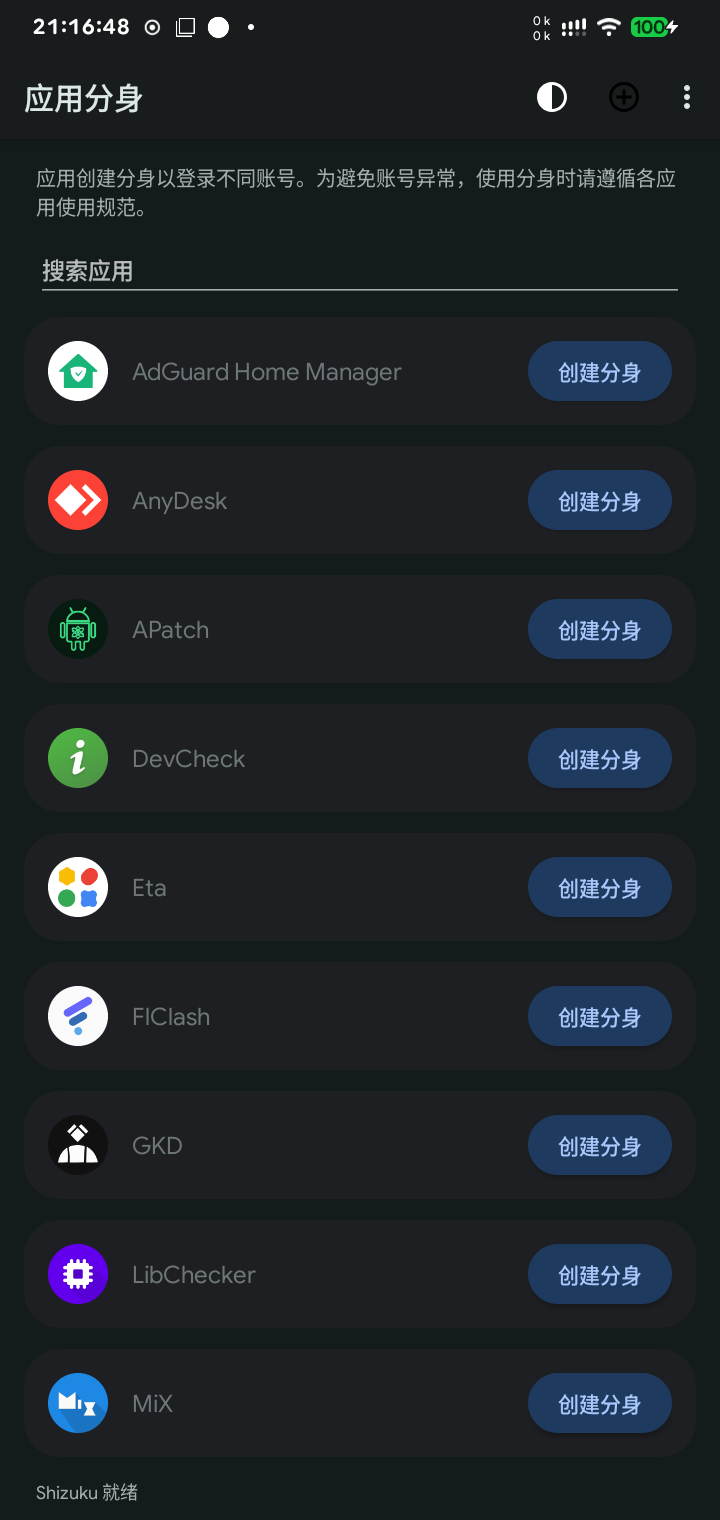 21:16:48
0 k
0 k
100
应用分身
应用创建分身以登录不同账号。为避免账号异常，使用分身时请遵循各应
用使用规范。
搜索应用
AdGuard Home Manager 创建分身
AnyDesk 创建分身
APatch 创建分身
DevCheck 创建分身
Eta 创建分身
FlClash 创建分身
GKD 创建分身
LibChecker 创建分身
MiX 创建分身
Shizuku 就绪